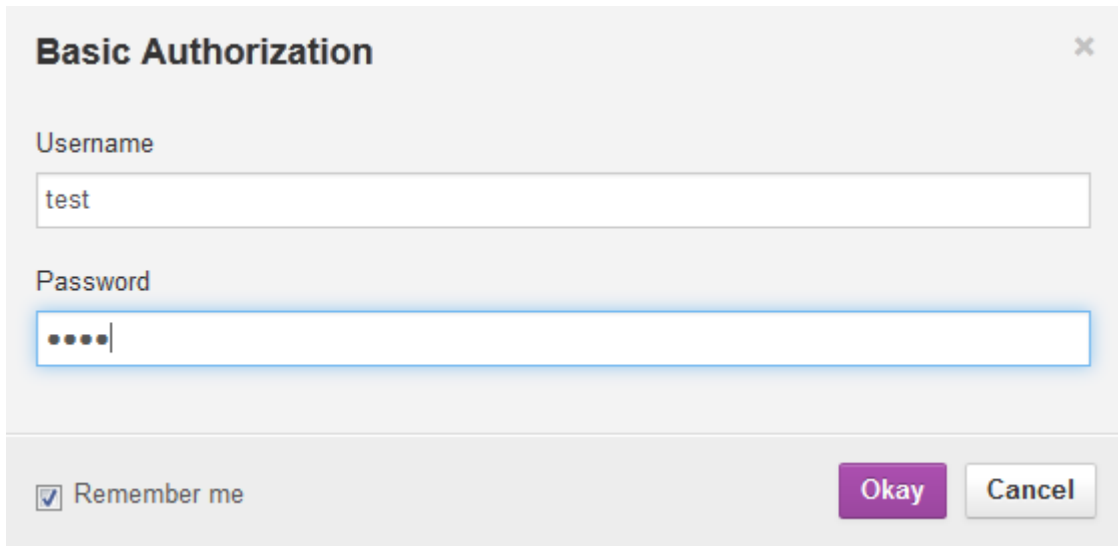 Basic Authorization
Username
test
Password
••••
Remember me
Okay
Cancel